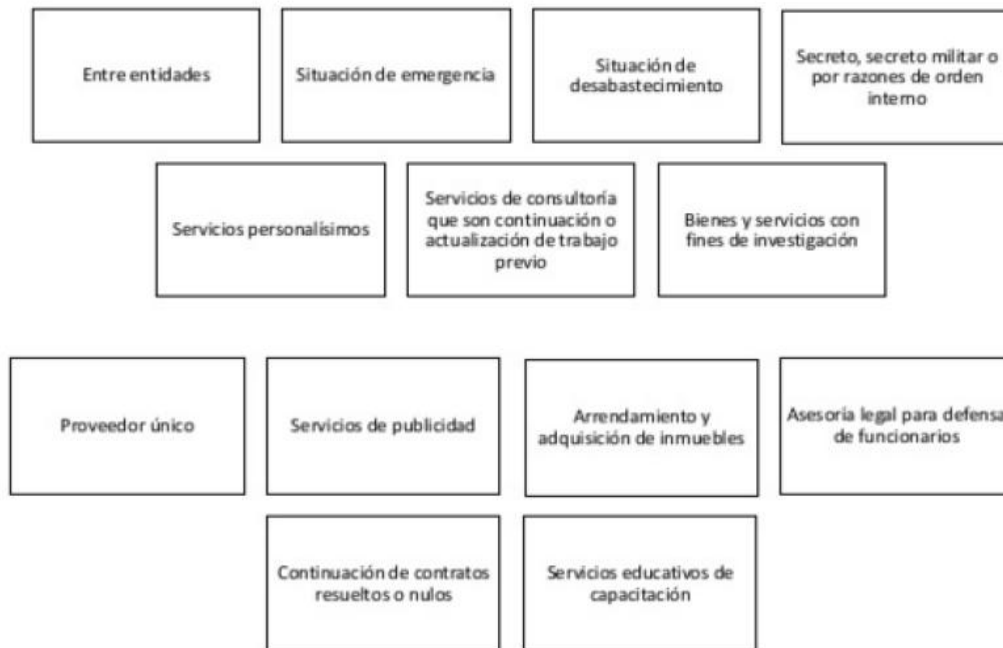 Entre entidades
Situación de emergencia
Situación de
desabastecimiento
Secreto, secreto militar o
por razones de orden
interno
Servicios personalísimos
Servicios de consultoría
que son continuación o
actualización de trabajo
previo
Bienes y servicios con
fines de investigación
Proveedor único
Servicios de publicidad
Arrendamiento y
adquisición de inmuebles
Asesoría legal para defensa
de funcionarios
Continuación de contratos
resueltos o nulos
Servicios educativos de
capacitación